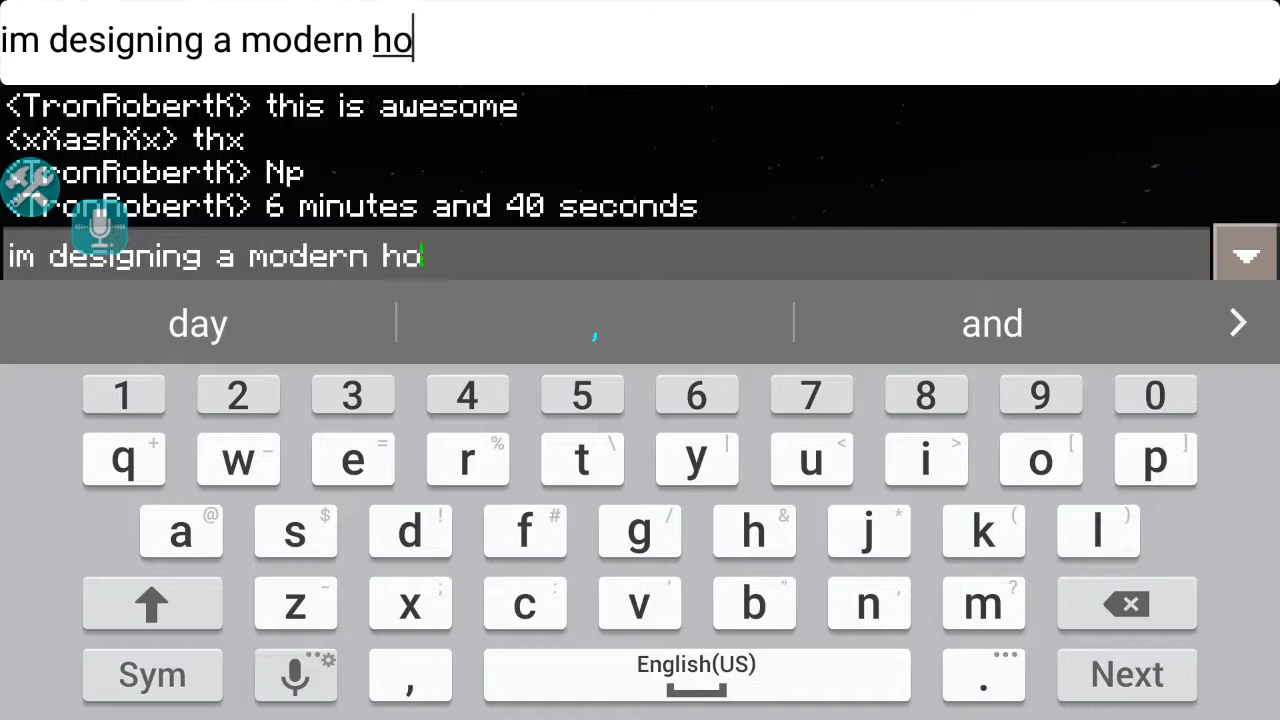 im designing a modern ho
<TronRobertK> this is awesome
<xXashXx> thx
<TronRobertK> Np
<TronRobertK> 6 minutes and 40 seconds
im designing a modern ho
day , and
1 2 3 4 5 6 7 8 9 0
q + w _ e = r % t \ y | u < i > o [ p ]
a @ s $ d ! f # g / h & j * k ( l )
z - x ; c : v ' b " n , m ?
Sym , English(US) . Next